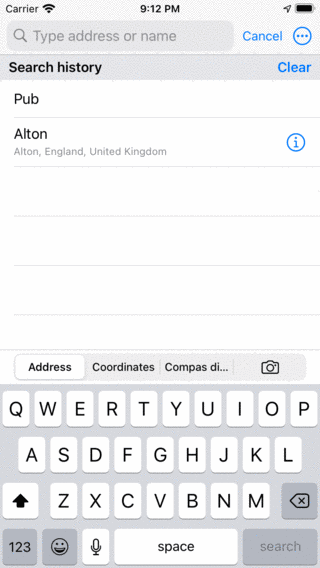 Carrier 9:12 PM
Type address or name Cancel
Search history Clear
Pub
Alton
Alton, England, United Kingdom
Address Coordinates Compas di...
Q W E R T Y U I O P
A S D F G H J K L
Z X C V B N M
123 space search